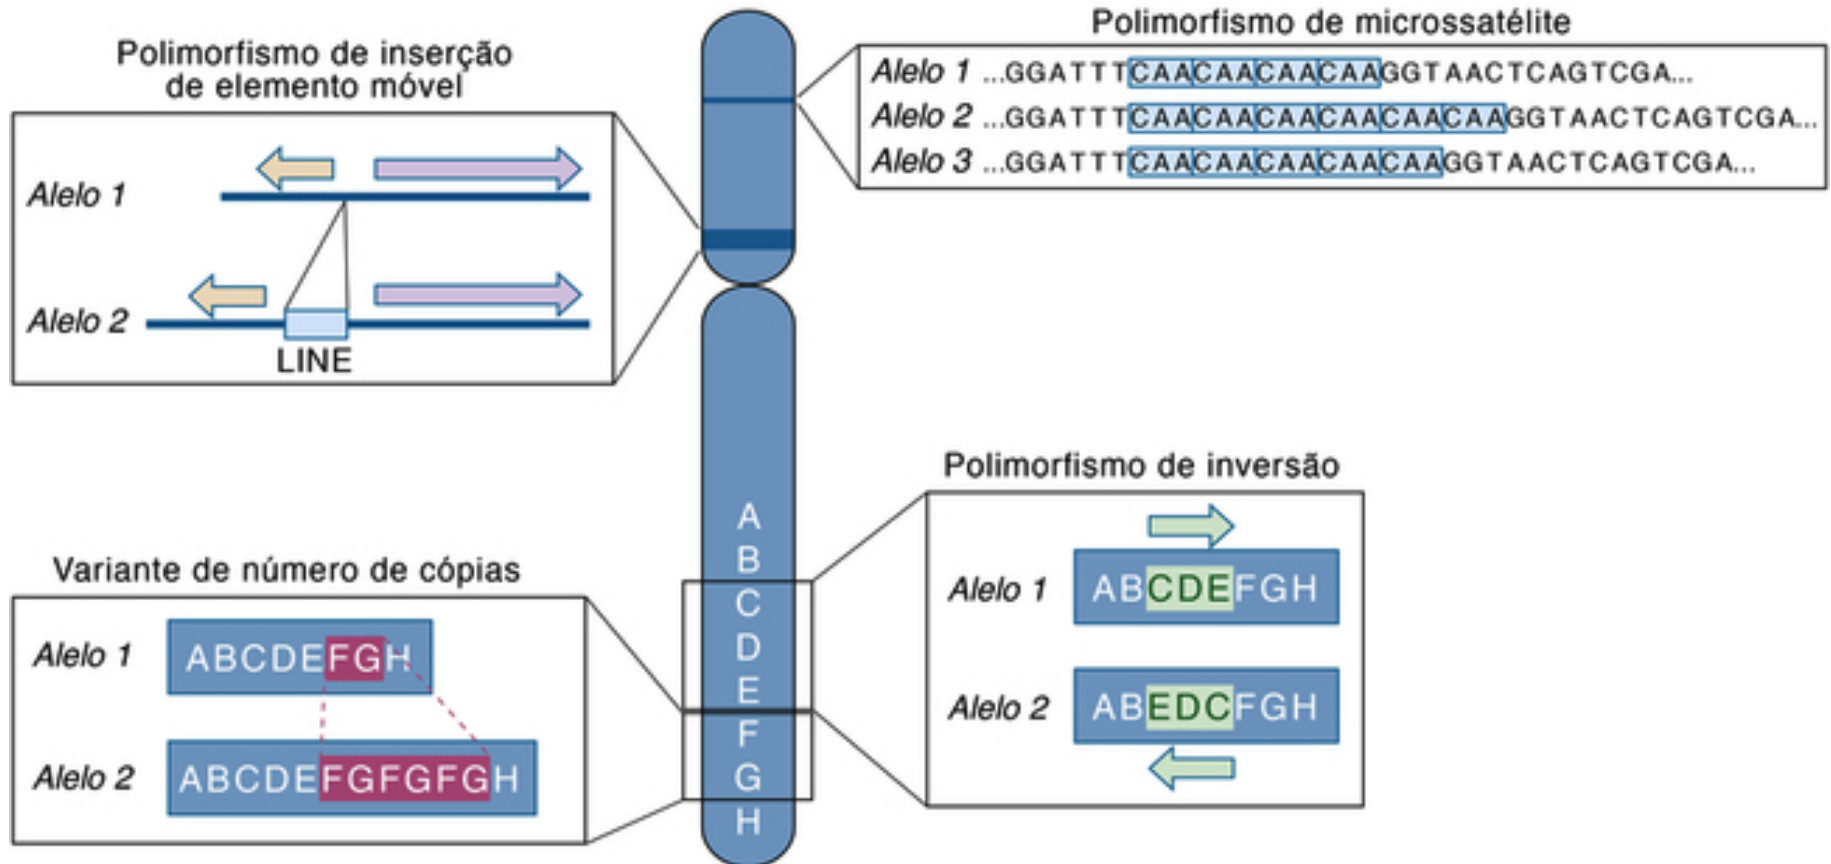 Polimorfismo de inserção
de elemento móvel
Alelo 1
Alelo 2
LINE
Polimorfismo de microssatélite
Alelo 1 ...GGATTTCAACAACAACAAGGTAACTCAGTCGA...
Alelo 2 ...GGATTTCAACAACAACAACAACAAGGTAACTCAGTCGA...
Alelo 3 ...GGATTTCAACAACAACAACAAGGTAACTCAGTCGA...
A
B
C
D
E
F
G
H
Variante de número de cópias
Alelo 1 ABCDEFGH
Alelo 2 ABCDEFGFGFGH
Polimorfismo de inversão
Alelo 1 ABCDEFGH
Alelo 2 ABEDCFGH